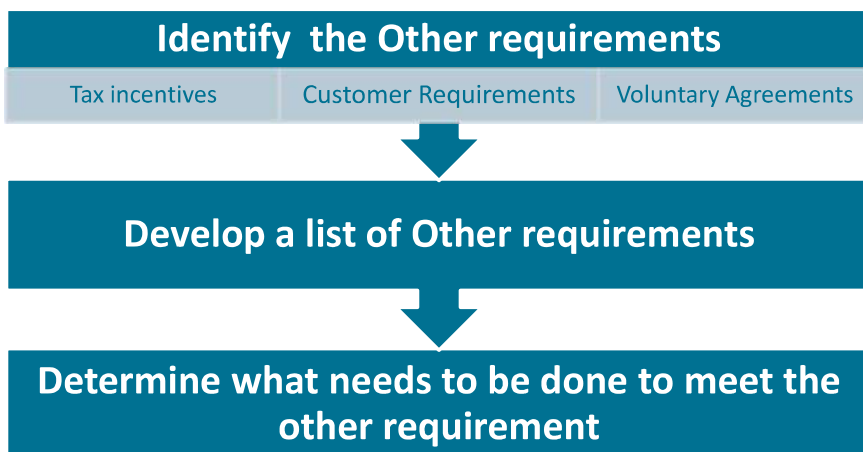 Identify  the Other requirements
Tax incentives
Customer Requirements
Voluntary Agreements
Develop a list of Other requirements
Determine what needs to be done to meet the
other requirement